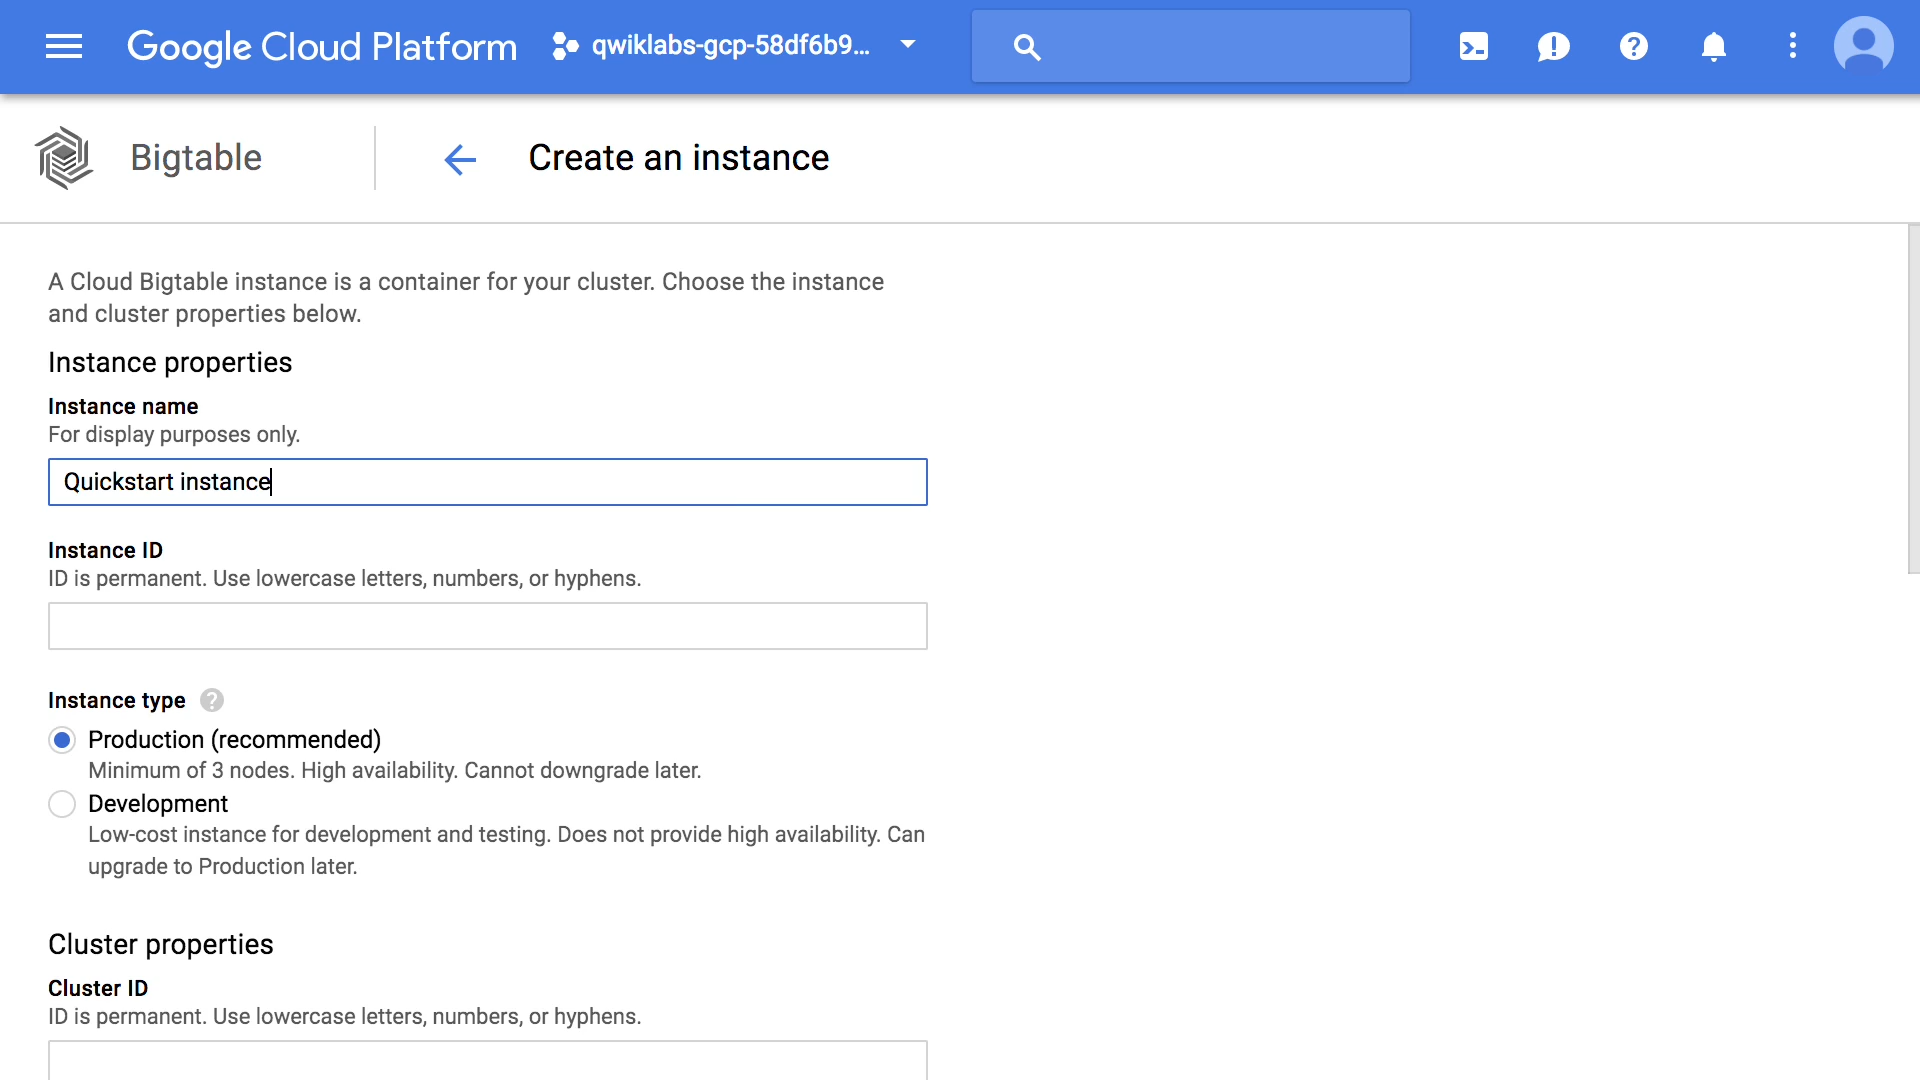 Google Cloud Platform qwiklabs-gcp-58df6b9...
Bigtable
Create an instance
A Cloud Bigtable instance is a container for your cluster. Choose the instance
and cluster properties below.
Instance properties
Instance name
For display purposes only.
Quickstart instance
Instance ID
ID is permanent. Use lowercase letters, numbers, or hyphens.
Instance type ?
Production (recommended)
Minimum of 3 nodes. High availability. Cannot downgrade later.
Development
Low-cost instance for development and testing. Does not provide high availability. Can
upgrade to Production later.
Cluster properties
Cluster ID
ID is permanent. Use lowercase letters, numbers, or hyphens.